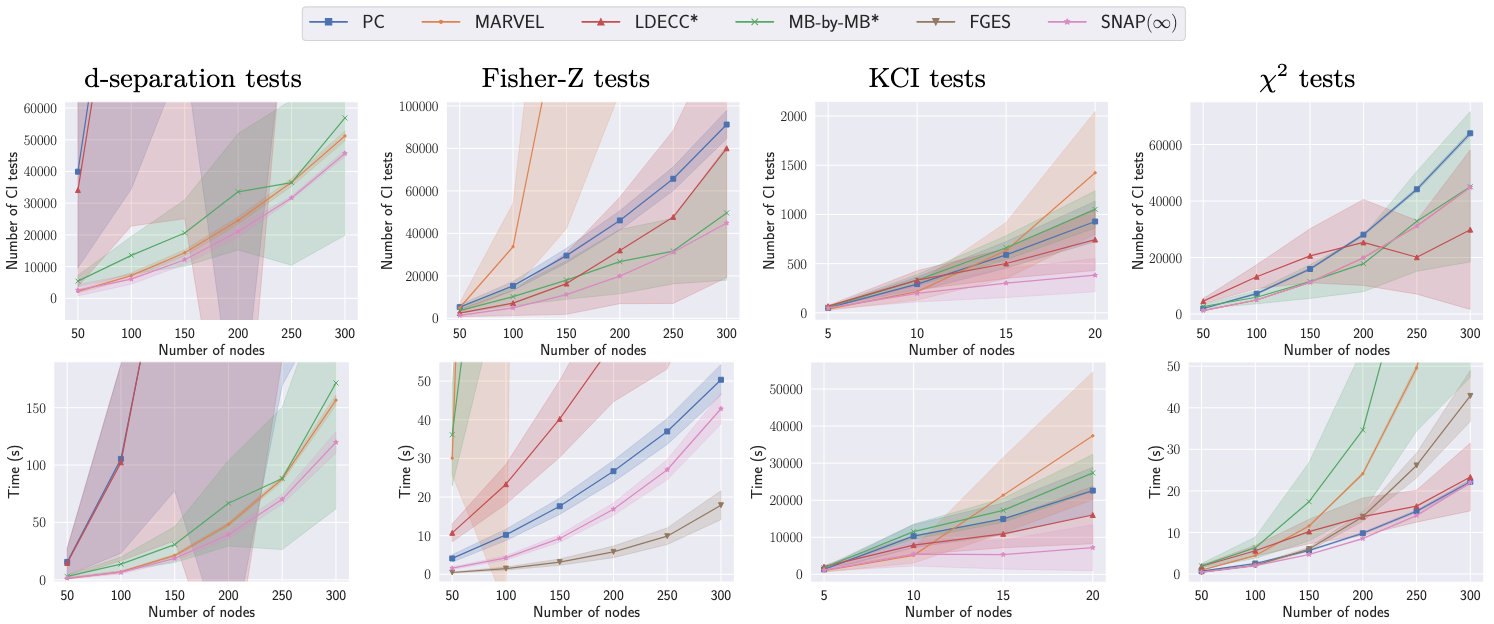 PC MARVEL LDECC* MB-by-MB* FGES SNAP(∞)
d-separation tests Fisher-Z tests KCI tests χ² tests
Number of CI tests
60000
50000
40000
30000
20000
10000
0
50 100 150 200 250 300
Number of nodes
Number of CI tests
100000
80000
60000
40000
20000
0
50 100 150 200 250 300
Number of nodes
Number of CI tests
2000
1500
1000
500
0
5 10 15 20
Number of nodes
Number of CI tests
60000
40000
20000
0
50 100 150 200 250 300
Number of nodes
Time (s)
150
100
50
0
50 100 150 200 250 300
Number of nodes
Time (s)
50
40
30
20
10
0
50 100 150 200 250 300
Number of nodes
Time (s)
50000
40000
30000
20000
10000
0
5 10 15 20
Number of nodes
Time (s)
50
40
30
20
10
0
50 100 150 200 250 300
Number of nodes